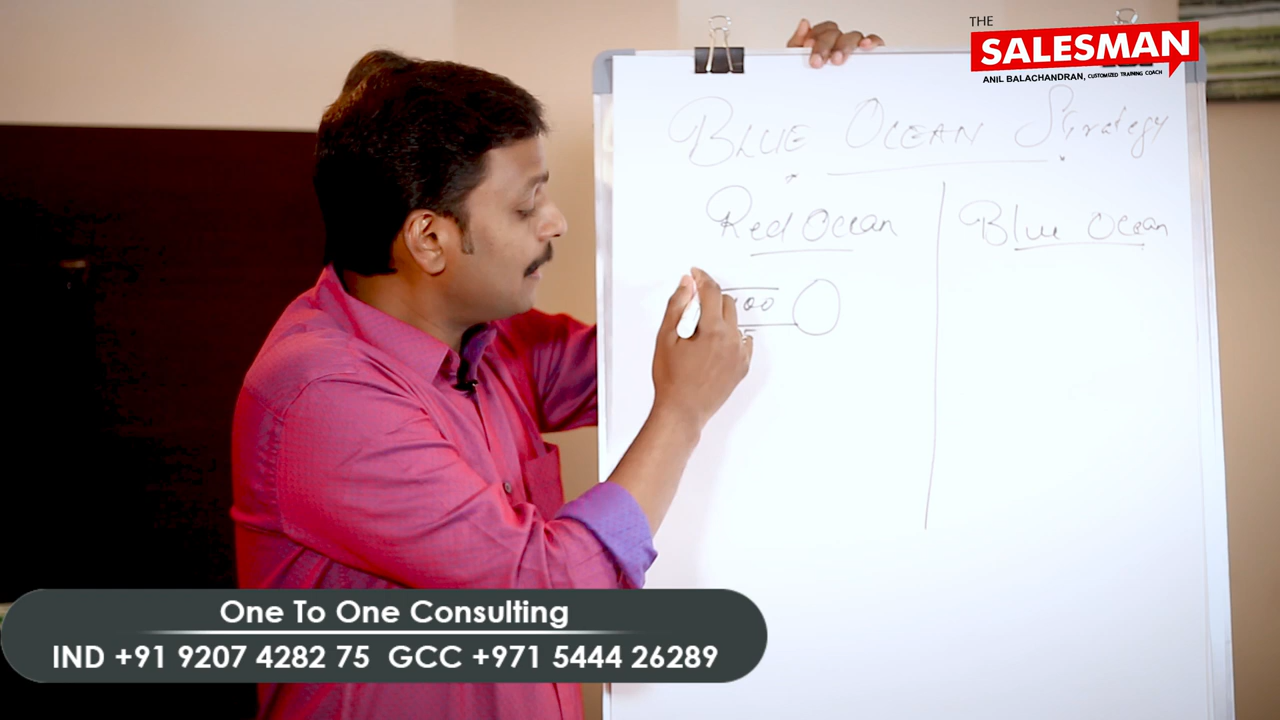 THE
SALESMAN
ANIL BALACHANDRAN, CUSTOMIZED TRAINING COACH
BLUE OCEAN Strategy
Red Ocean
Blue Ocean
One To One Consulting
IND +91 9207 4282 75 GCC +971 5444 26289